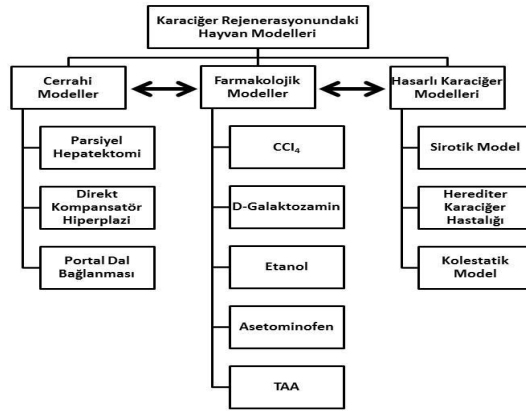 Karaciğer Rejenerasyonundaki
Hayvan Modelleri
Cerrahi
Modeller
Farmakolojik
Modeller
Hasarlı Karaciğer
Modelleri
Parsiyel
Hepatektomi
Direkt
Kompansatör
Hiperplazi
Portal Dal
Bağlanması
CCI₄
D-Galaktozamin
Etanol
Asetominofen
TAA
Sirotik Model
Herediter
Karaciğer
Hastalığı
Kolestatik
Model